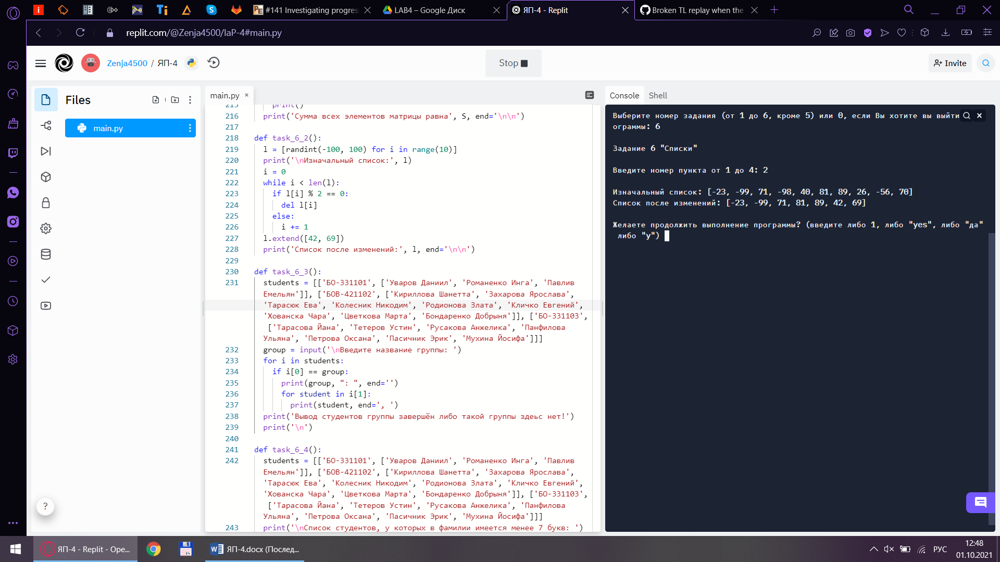 #141 Investigating progres
LAB4 – Google Диск
ЯП-4 - Replit
Broken TL replay when the
replit.com/@Zenja4500/laP-4#main.py
Zenja4500 / ЯП-4
Stop
Invite
Files
main.py
main.py ×
Console
Shell
215 print()
216 print('Сумма всех элементов матрицы равна', S, end='\n\n')
217
218 def task_6_2():
219 l = [randint(-100, 100) for i in range(10)]
220 print('\nИзначальный список:', l)
221 i = 0
222 while i < len(l):
223 if l[i] % 2 == 0:
224 del l[i]
225 else:
226 i += 1
227 l.extend([42, 69])
228 print('Список после изменений:', l, end='\n\n')
229
230 def task_6_3():
231 students = [['БО-331101', ['Уваров Даниил', 'Романенко Инга', 'Павлив
Емельян']], ['БОВ-421102', ['Кириллова Шанетта', 'Захарова Ярослава',
'Тарасюк Ева', 'Колесник Никодим', 'Родионова Злата', 'Кличко Евгений',
'Хованска Чара', 'Цветкова Марта', 'Бондаренко Добрыня']], ['БО-331103',
['Тарасова Йана', 'Тетеров Устин', 'Русакова Анжелика', 'Панфилова
Ульяна', 'Петрова Оксана', 'Пасичник Эрик', 'Мухина Йосифа']]]
232 group = input('\nВведите название группы: ')
233 for i in students:
234 if i[0] == group:
235 print(group, ": ", end='')
236 for student in i[1]:
237 print(student, end=', ')
238 print('Вывод студентов группы завершён либо такой группы здеьс нет!')
239 print('\n')
240
241 def task_6_4():
242 students = [['БО-331101', ['Уваров Даниил', 'Романенко Инга', 'Павлив
Емельян']], ['БОВ-421102', ['Кириллова Шанетта', 'Захарова Ярослава',
'Тарасюк Ева', 'Колесник Никодим', 'Родионова Злата', 'Кличко Евгений',
'Хованска Чара', 'Цветкова Марта', 'Бондаренко Добрыня']], ['БО-331103',
['Тарасова Йана', 'Тетеров Устин', 'Русакова Анжелика', 'Панфилова
Ульяна', 'Петрова Оксана', 'Пасичник Эрик', 'Мухина Йосифа']]]
243 print('\nСписок студентов, у которых в фамилии имеется менее 7 букв: ')
Выберите номер задания (от 1 до 6, кроме 5) или 0, если Вы хотите вы выйти
ограммы: 6
Задание 6 "Списки"
Введите номер пункта от 1 до 4: 2
Изначальный список: [-23, -99, 71, -98, 40, 81, 89, 26, -56, 70]
Список после изменений: [-23, -99, 71, 81, 89, 42, 69]
Желаете продолжить выполнение программы? (введите либо 1, либо "yes", либо "да"
либо "y")
?
ЯП-4 - Replit - Ope...
ЯП-4.docx (Послед...
РУС
12:48
01.10.2021